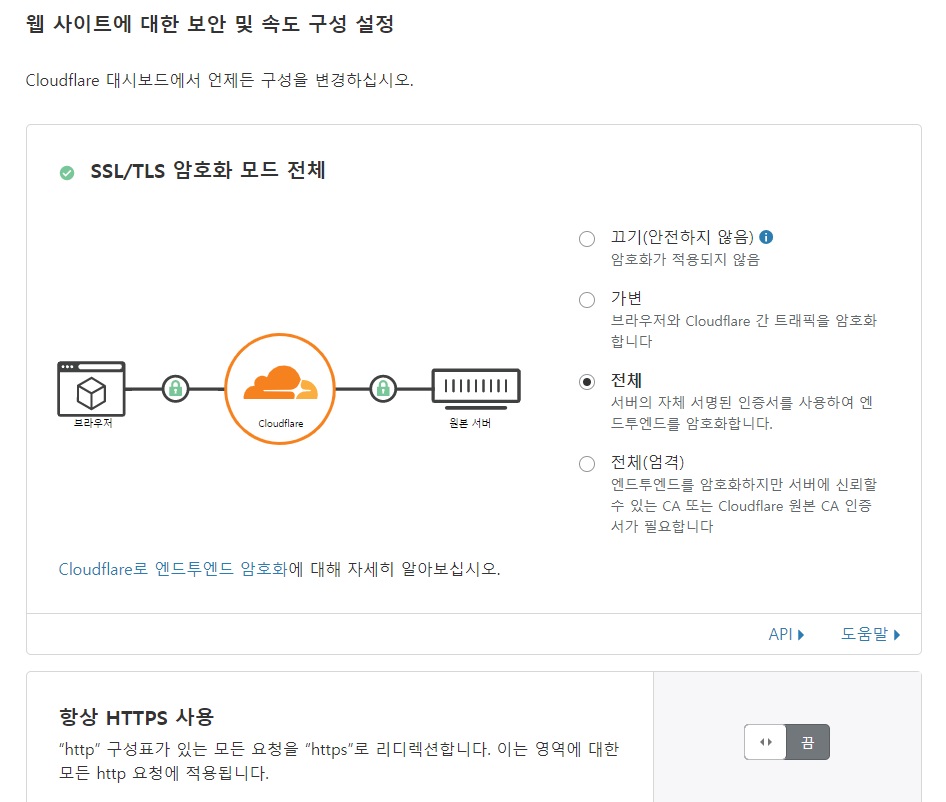 웹 사이트에 대한 보안 및 속도 구성 설정
Cloudflare 대시보드에서 언제든 구성을 변경하십시오.
SSL/TLS 암호화 모드 전체
끄기(안전하지 않음)
암호화가 적용되지 않음
가변
브라우저와 Cloudflare 간 트래픽을 암호화
합니다
전체
서버의 자체 서명된 인증서를 사용하여 엔
드투엔드를 암호화합니다.
전체(엄격)
엔드투엔드를 암호화하지만 서버에 신뢰할
수 있는 CA 또는 Cloudflare 원본 CA 인증
서가 필요합니다
브라우저
Cloudflare
원본 서버
Cloudflare로 엔드투엔드 암호화에 대해 자세히 알아보십시오.
API
도움말
항상 HTTPS 사용
“http” 구성표가 있는 모든 요청을 “https”로 리디렉션합니다. 이는 영역에 대한
모든 http 요청에 적용됩니다.
끔